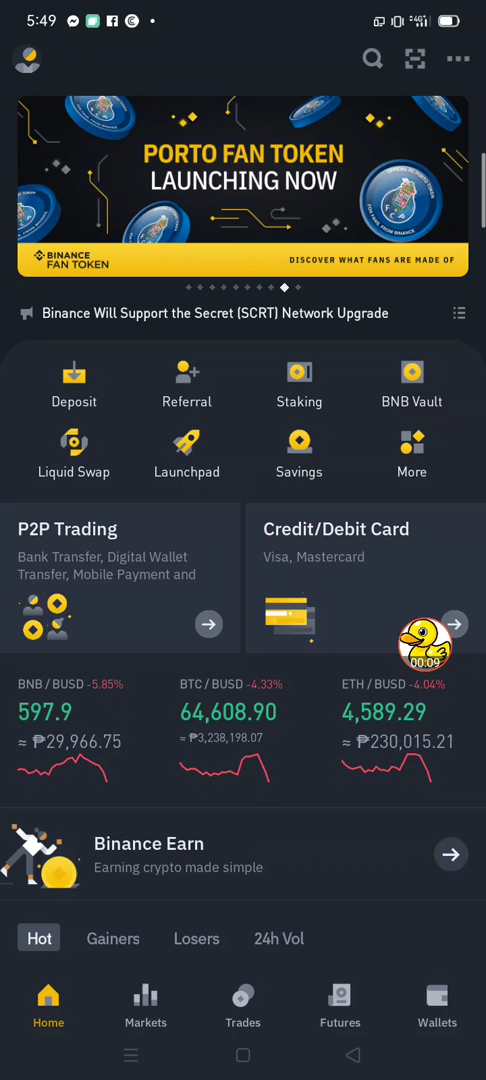 5:49
4G+
PORTO FAN TOKEN
LAUNCHING NOW
BINANCE
FAN TOKEN
DISCOVER WHAT FANS ARE MADE OF
Binance Will Support the Secret (SCRT) Network Upgrade
Deposit
Referral
Staking
BNB Vault
Liquid Swap
Launchpad
Savings
More
P2P Trading
Bank Transfer, Digital Wallet
Transfer, Mobile Payment and
Credit/Debit Card
Visa, Mastercard
00:09
BNB / BUSD -5.85%
597.9
≈ ₱29,966.75
BTC / BUSD -4.33%
64,608.90
≈ ₱3,238,198.07
ETH / BUSD -4.04%
4,589.29
≈ ₱230,015.21
Binance Earn
Earning crypto made simple
Hot
Gainers
Losers
24h Vol
Home
Markets
Trades
Futures
Wallets